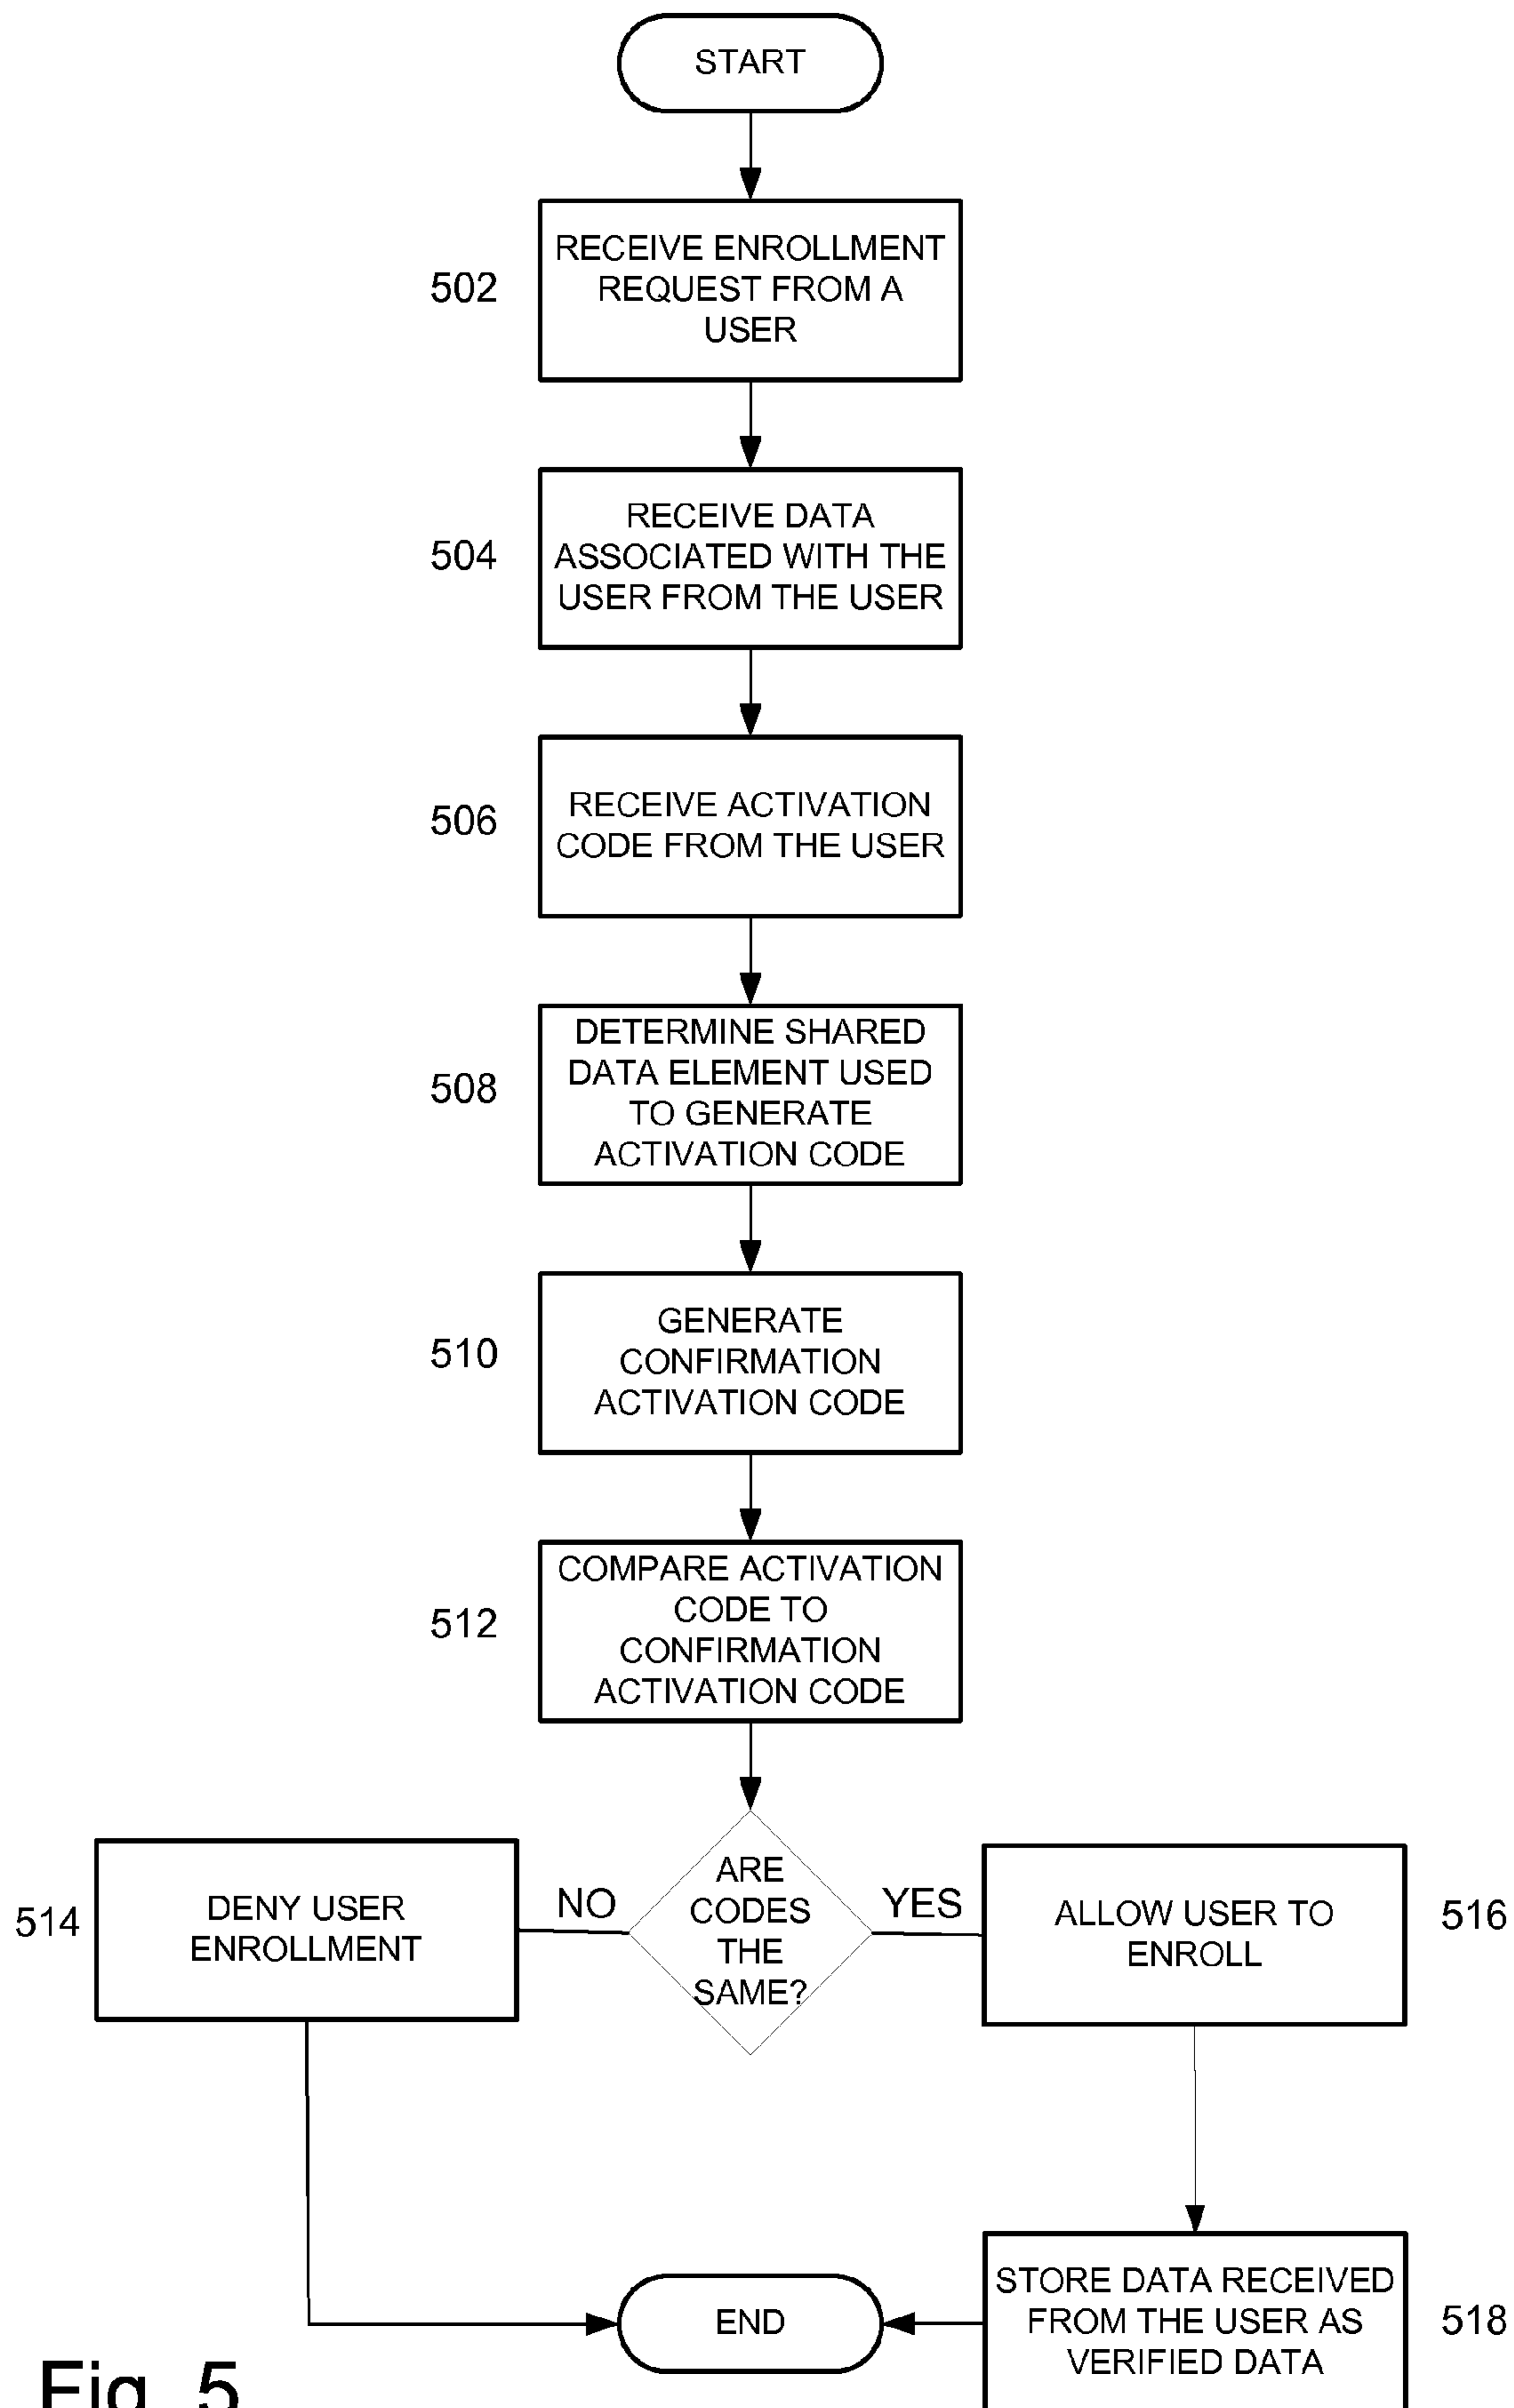 START
502
RECEIVE ENROLLMENT
REQUEST FROM A
USER
504
RECEIVE DATA
ASSOCIATED WITH THE
USER FROM THE USER
506
RECEIVE ACTIVATION
CODE FROM THE USER
508
DETERMINE SHARED
DATA ELEMENT USED
TO GENERATE
ACTIVATION CODE
510
GENERATE
CONFIRMATION
ACTIVATION CODE
512
COMPARE ACTIVATION
CODE TO
CONFIRMATION
ACTIVATION CODE
ARE
CODES
THE
SAME?
NO
514
DENY USER
ENROLLMENT
YES
ALLOW USER TO
ENROLL
516
STORE DATA RECEIVED
FROM THE USER AS
VERIFIED DATA
518
END
Fig. 5